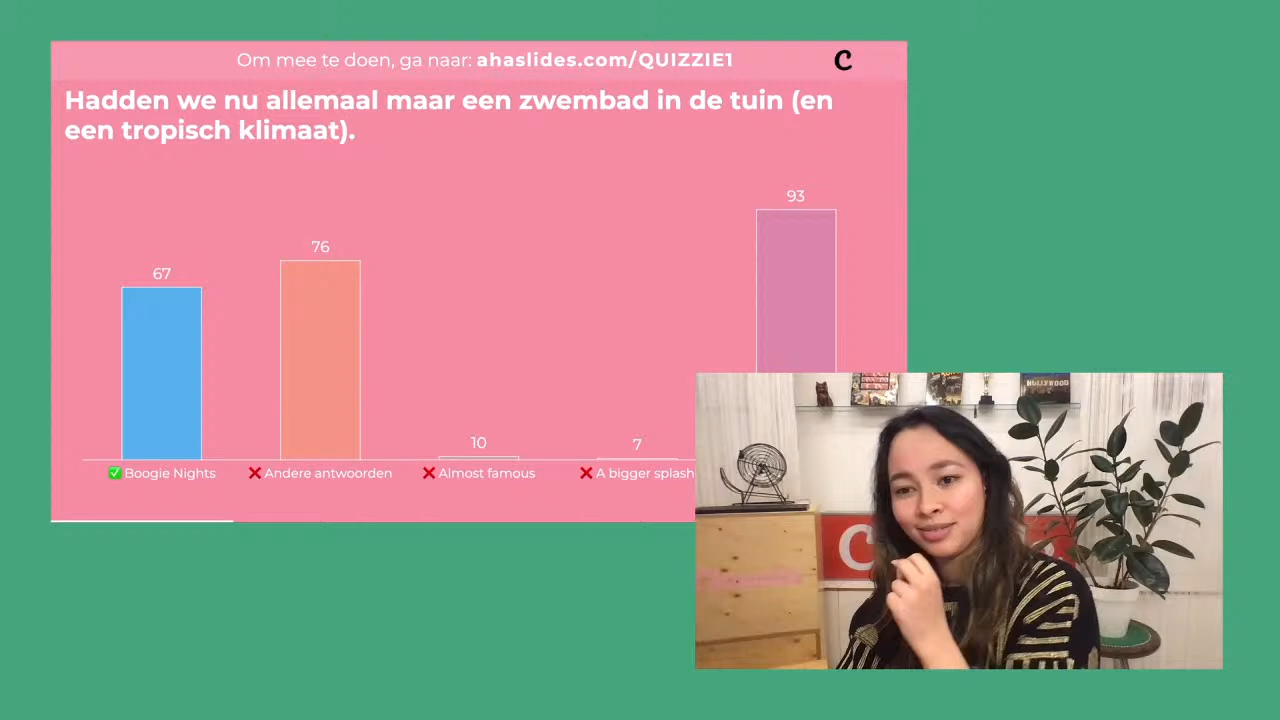 Om mee te doen, ga naar: ahaslides.com/QUIZZIE1
C
Hadden we nu allemaal maar een zwembad in de tuin (en
een tropisch klimaat).
93
76
67
10
7
✅ Boogie Nights ❌ Andere antwoorden ❌ Almost famous ❌ A bigger splash
HOLLYWOOD
C